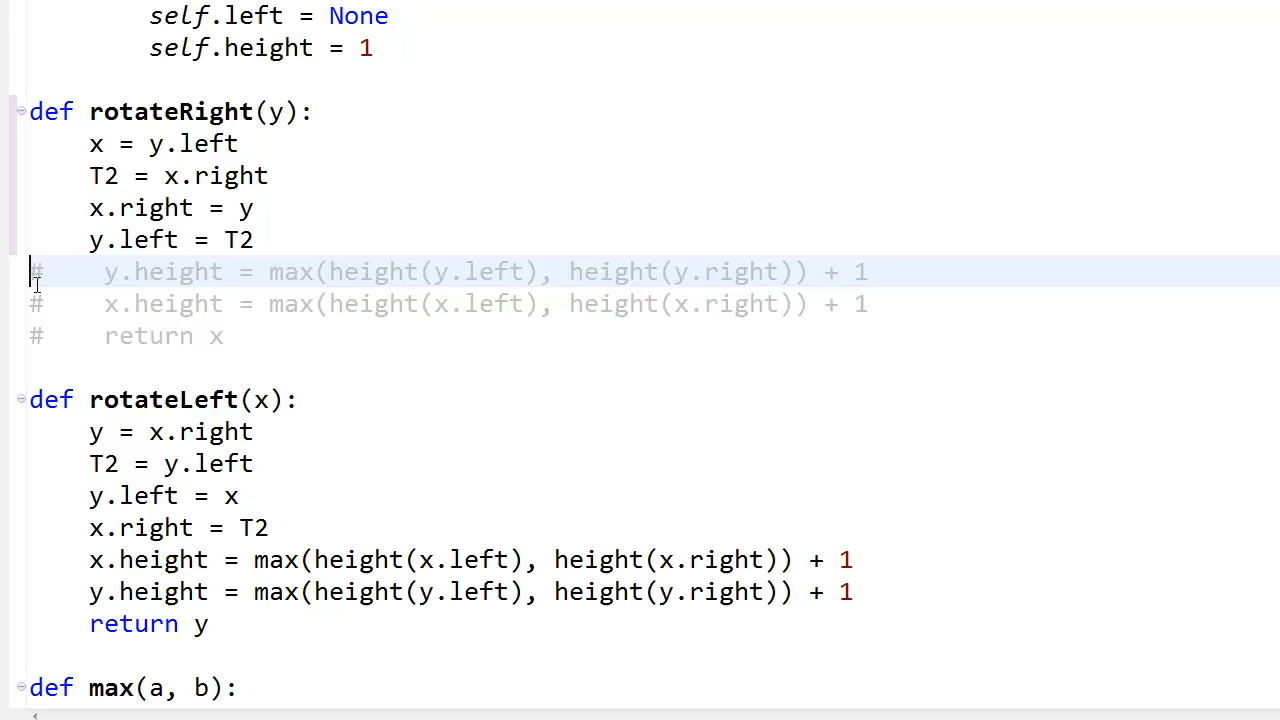 self.left = None
        self.height = 1

def rotateRight(y):
    x = y.left
    T2 = x.right
    x.right = y
    y.left = T2
#    y.height = max(height(y.left), height(y.right)) + 1
#    x.height = max(height(x.left), height(x.right)) + 1
#    return x

def rotateLeft(x):
    y = x.right
    T2 = y.left
    y.left = x
    x.right = T2
    x.height = max(height(x.left), height(x.right)) + 1
    y.height = max(height(y.left), height(y.right)) + 1
    return y

def max(a, b):